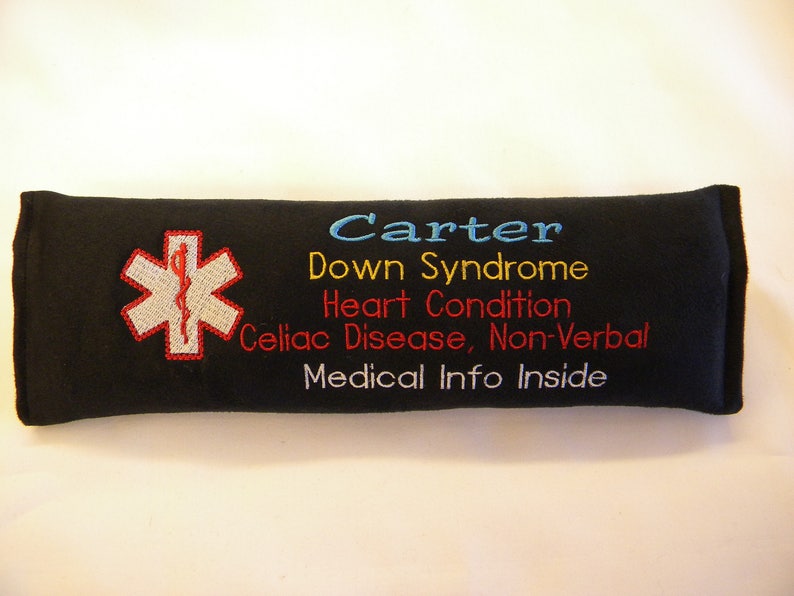 Carter
Down Syndrome
Heart Condition
Celiac Disease, Non-Verbal
Medical Info Inside